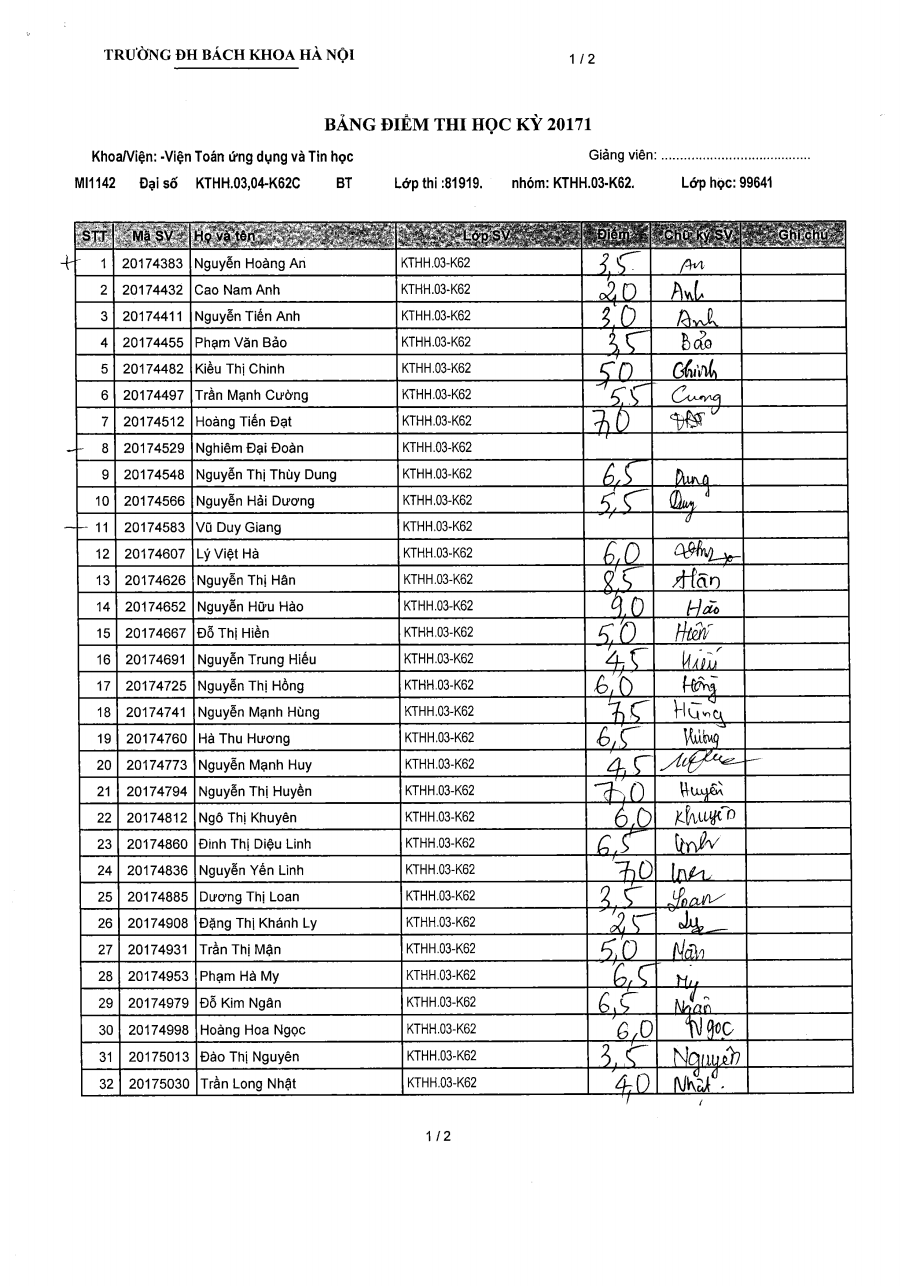 TRƯỜNG ĐH BÁCH KHOA HÀ NỘI
1 / 2
BẢNG ĐIỂM THI HỌC KỲ 20171
Khoa/Viện: -Viện Toán ứng dụng và Tin học Giảng viên: .......................................
MI1142 Đại số KTHH.03,04-K62C BT Lớp thi :81919. nhóm: KTHH.03-K62. Lớp học: 99641
STT Mã SV Họ và tên Lớp SV Điểm Chữ ký SV Ghi chú
1 20174383 Nguyễn Hoàng An KTHH.03-K62 3,5 An
2 20174432 Cao Nam Anh KTHH.03-K62 2,0 Anh
3 20174411 Nguyễn Tiến Anh KTHH.03-K62 3,0 Anh
4 20174455 Phạm Văn Bảo KTHH.03-K62 3,5 Bảo
5 20174482 Kiều Thị Chinh KTHH.03-K62 5,0 Chinh
6 20174497 Trần Mạnh Cường KTHH.03-K62 5,5 Cuong
7 20174512 Hoàng Tiến Đạt KTHH.03-K62 7,0
8 20174529 Nghiêm Đại Đoàn KTHH.03-K62
9 20174548 Nguyễn Thị Thùy Dung KTHH.03-K62 6,5 Dung
10 20174566 Nguyễn Hải Dương KTHH.03-K62 5,5
11 20174583 Vũ Duy Giang KTHH.03-K62
12 20174607 Lý Việt Hà KTHH.03-K62 6,0
13 20174626 Nguyễn Thị Hân KTHH.03-K62 8,5 Hân
14 20174652 Nguyễn Hữu Hào KTHH.03-K62 9,0 Hào
15 20174667 Đỗ Thị Hiền KTHH.03-K62 5,0 Hiền
16 20174691 Nguyễn Trung Hiếu KTHH.03-K62 4,5 Hiếu
17 20174725 Nguyễn Thị Hồng KTHH.03-K62 6,0 Hồng
18 20174741 Nguyễn Mạnh Hùng KTHH.03-K62 7,5 Hùng
19 20174760 Hà Thu Hương KTHH.03-K62 6,5 Hương
20 20174773 Nguyễn Mạnh Huy KTHH.03-K62 4,5
21 20174794 Nguyễn Thị Huyền KTHH.03-K62 7,0 Huyền
22 20174812 Ngô Thị Khuyên KTHH.03-K62 6,0 Khuyên
23 20174860 Đinh Thị Diệu Linh KTHH.03-K62 6,5 Linh
24 20174836 Nguyễn Yến Linh KTHH.03-K62 7,0
25 20174885 Dương Thị Loan KTHH.03-K62 3,5 Loan
26 20174908 Đặng Thị Khánh Ly KTHH.03-K62 2,5 Ly
27 20174931 Trần Thị Mận KTHH.03-K62 5,0 Mận
28 20174953 Phạm Hà My KTHH.03-K62 6,5 My
29 20174979 Đỗ Kim Ngân KTHH.03-K62 6,5 Ngân
30 20174998 Hoàng Hoa Ngọc KTHH.03-K62 6,0 Ngọc
31 20175013 Đào Thị Nguyên KTHH.03-K62 3,5 Nguyên
32 20175030 Trần Long Nhật KTHH.03-K62 4,0 Nhật
1 / 2